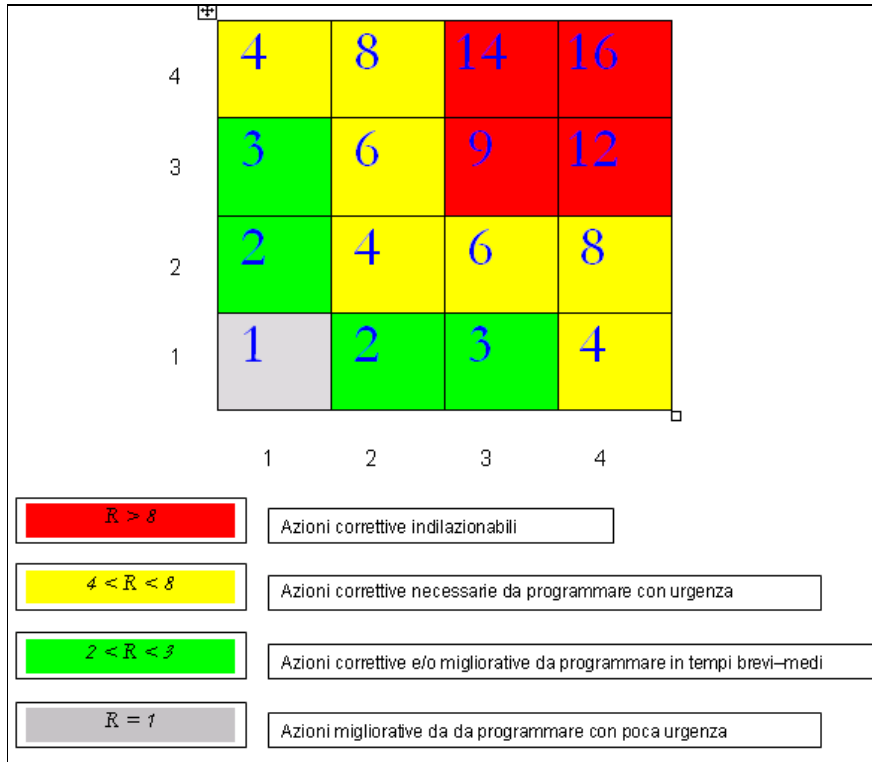 4 4 8 14 16
3 3 6 9 12
2 2 4 6 8
1 1 2 3 4
1 2 3 4
R > 8 Azioni correttive indilazionabili
4 < R < 8 Azioni correttive necessarie da programmare con urgenza
2 < R < 3 Azioni correttive e/o migliorative da programmare in tempi brevi–medi
R = 1 Azioni migliorative da da programmare con poca urgenza